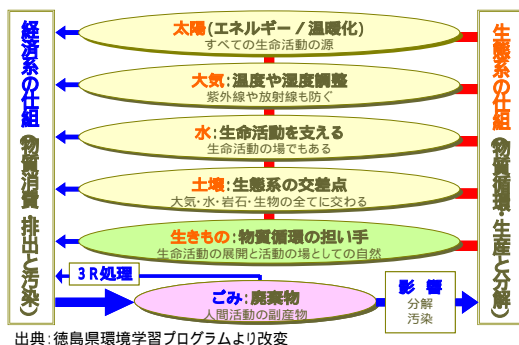 経済系の仕組(物質消費・排出と汚染)
太陽(エネルギー/温暖化)
すべての生命活動の源
大気:温度や湿度調整
紫外線や放射線も防ぐ
水:生命活動を支える
生命活動の場でもある
土壌:生態系の交差点
大気・水・岩石・生物の全てに交わる
生きもの:物質循環の担い手
生命活動の展開と活動の場としての自然
3R処理
ごみ:廃棄物
人間活動の副産物
影響
分解
汚染
生態系の仕組(物質循環・生産と分解)
出典:徳島県環境学習プログラムより改変